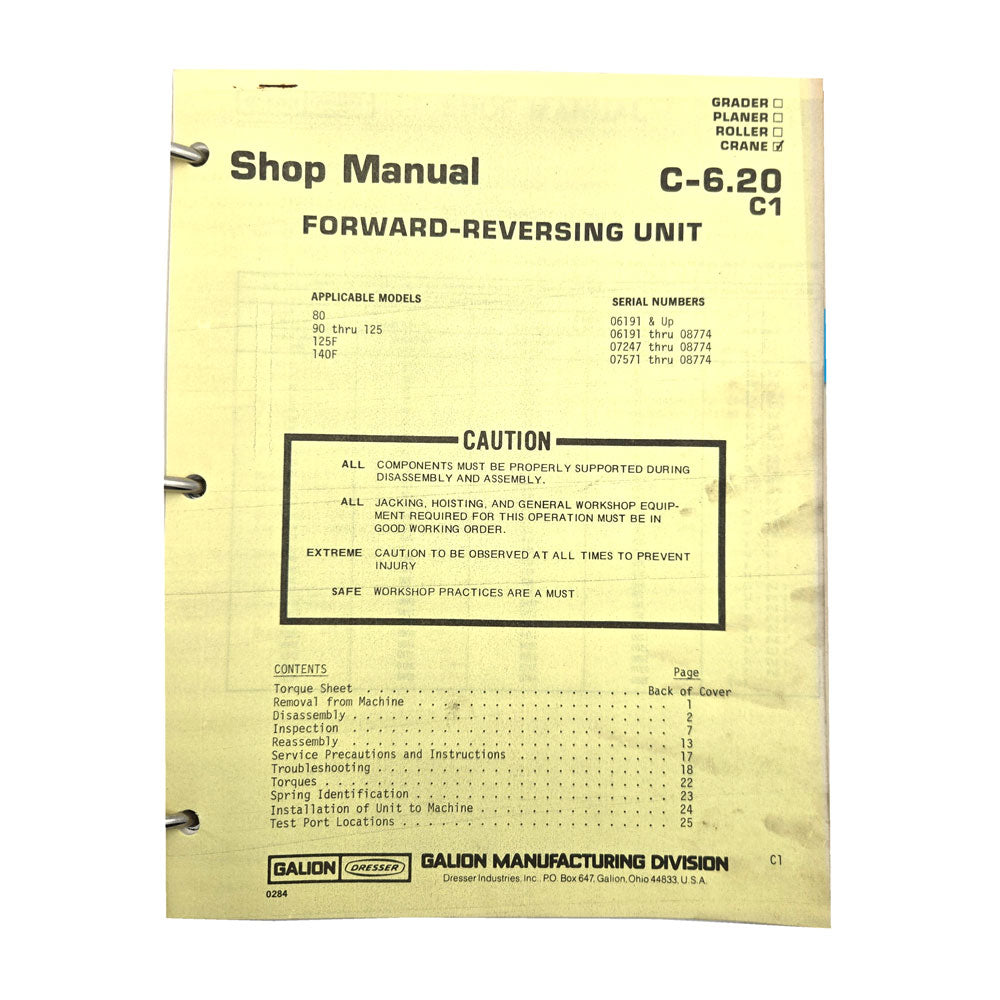 GRADER ☐
PLANER ☐
ROLLER ☐
CRANE ☑
Shop Manual
C-6.20
C1
FORWARD-REVERSING UNIT
APPLICABLE MODELS SERIAL NUMBERS
80 06191 & Up
90 thru 125 06191 thru 08774
125F 07247 thru 08774
140F 07571 thru 08774
CAUTION
ALL COMPONENTS MUST BE PROPERLY SUPPORTED DURING
DISASSEMBLY AND ASSEMBLY.
ALL JACKING, HOISTING, AND GENERAL WORKSHOP EQUIP-
MENT REQUIRED FOR THIS OPERATION MUST BE IN
GOOD WORKING ORDER.
EXTREME CAUTION TO BE OBSERVED AT ALL TIMES TO PREVENT
INJURY
SAFE WORKSHOP PRACTICES ARE A MUST
CONTENTS Page
Torque Sheet . . . . . . . . . . . . . . . . . . . . . . Back of Cover
Removal from Machine . . . . . . . . . . . . . . . . . . . . 1
Disassembly . . . . . . . . . . . . . . . . . . . . . . . . 2
Inspection . . . . . . . . . . . . . . . . . . . . . . . . 7
Reassembly . . . . . . . . . . . . . . . . . . . . . . . . 13
Service Precautions and Instructions . . . . . . . . . . . . 17
Troubleshooting . . . . . . . . . . . . . . . . . . . . . . 18
Torques . . . . . . . . . . . . . . . . . . . . . . . . . . 22
Spring Identification . . . . . . . . . . . . . . . . . . . 23
Installation of Unit to Machine . . . . . . . . . . . . . . 24
Test Port Locations . . . . . . . . . . . . . . . . . . . . 25
GALION DRESSER GALION MANUFACTURING DIVISION C1
Dresser Industries, Inc., P.O. Box 647, Galion, Ohio 44833, U.S.A.
0284